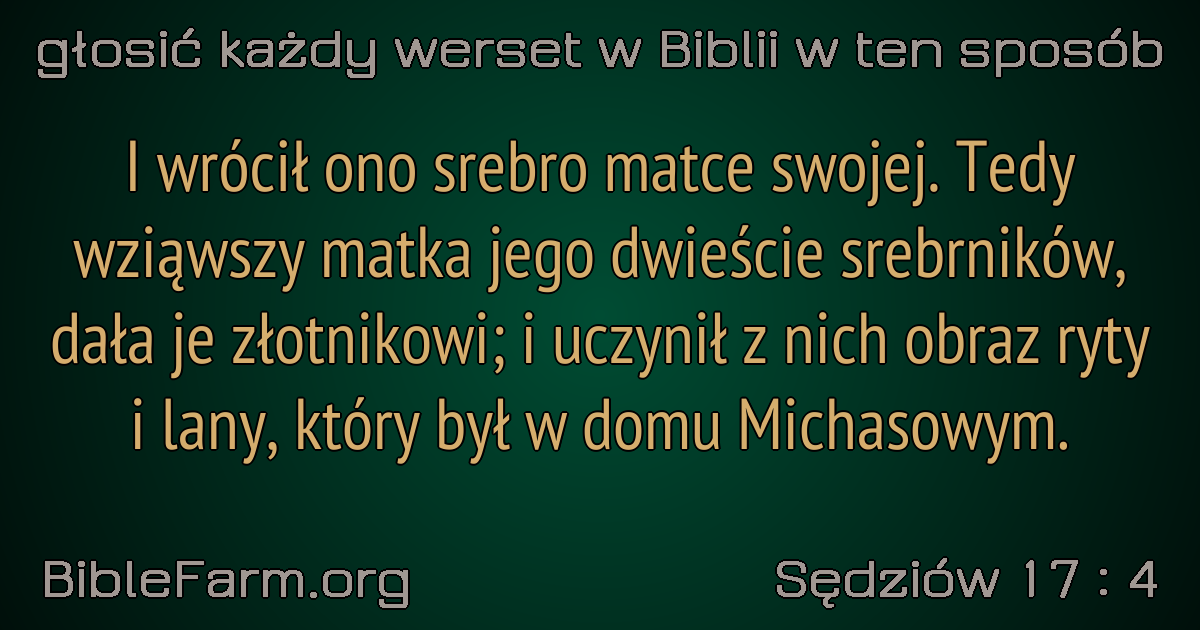 głosić każdy werset w Biblii w ten sposób
I wrócił ono srebro matce swojej. Tedy
wziąwszy matka jego dwieście srebrników,
dała je złotnikowi; i uczynił z nich obraz ryty
i lany, który był w domu Michasowym.
BibleFarm.org
Sędziów 17 : 4